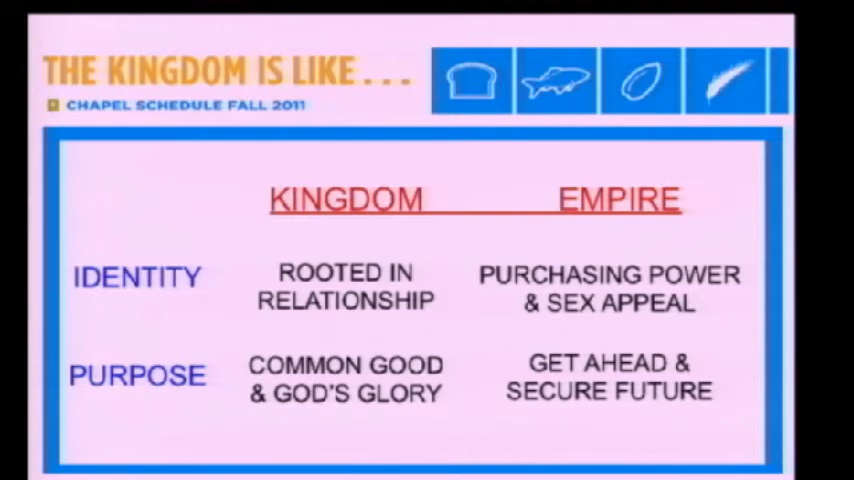 THE KINGDOM IS LIKE...
CHAPEL SCHEDULE FALL 2011
KINGDOM EMPIRE
IDENTITY
ROOTED IN
RELATIONSHIP
PURCHASING POWER
& SEX APPEAL
PURPOSE
COMMON GOOD
& GOD'S GLORY
GET AHEAD &
SECURE FUTURE